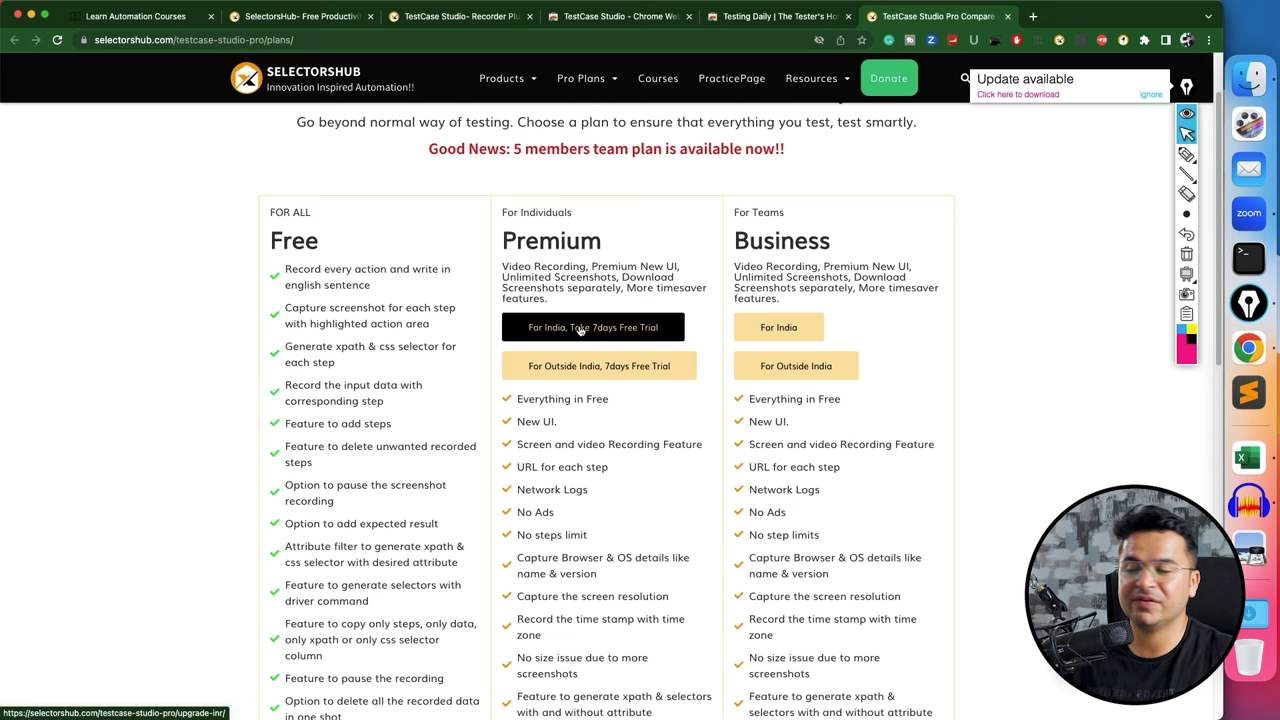 Learn Automation Courses
SelectorsHub- Free Productivi
TestCase Studio- Recorder Plu
TestCase Studio - Chrome Web
Testing Daily | The Tester's Ho
TestCase Studio Pro Compare
selectorshub.com/testcase-studio-pro/plans/
SELECTORSHUB
Innovation Inspired Automation!!
Products
Pro Plans
Courses
PracticePage
Resources
Donate
Update available
Click here to download
ignore
Go beyond normal way of testing. Choose a plan to ensure that everything you test, test smartly.
Good News: 5 members team plan is available now!!
FOR ALL
Free
Record every action and write in
english sentence
Capture screenshot for each step
with highlighted action area
Generate xpath & css selector for
each step
Record the input data with
corresponding step
Feature to add steps
Feature to delete unwanted recorded
steps
Option to pause the screenshot
recording
Option to add expected result
Attribute filter to generate xpath &
css selector with desired attribute
Feature to generate selectors with
driver command
Feature to copy only steps, only data,
only xpath or only css selector
column
Feature to pause the recording
Option to delete all the recorded data
in one shot
For Individuals
Premium
Video Recording, Premium New UI,
Unlimited Screenshots, Download
Screenshots separately, More timesaver
features.
For India, Take 7days Free Trial
For Outside India, 7days Free Trial
Everything in Free
New UI.
Screen and video Recording Feature
URL for each step
Network Logs
No Ads
No steps limit
Capture Browser & OS details like
name & version
Capture the screen resolution
Record the time stamp with time
zone
No size issue due to more
screenshots
Feature to generate xpath & selectors
with and without attribute
For Teams
Business
Video Recording, Premium New UI,
Unlimited Screenshots, Download
Screenshots separately, More timesaver
features.
For India
For Outside India
Everything in Free
New UI.
Screen and video Recording Feature
URL for each step
Network Logs
No Ads
No step limits
Capture Browser & OS details like
name & version
Capture the screen resolution
Record the time stamp with time
zone
No size issue due to more
screenshots
Feature to generate xpath &
selectors with and without attribute
zoom
https://selectorshub.com/testcase-studio-pro/upgrade-inr/